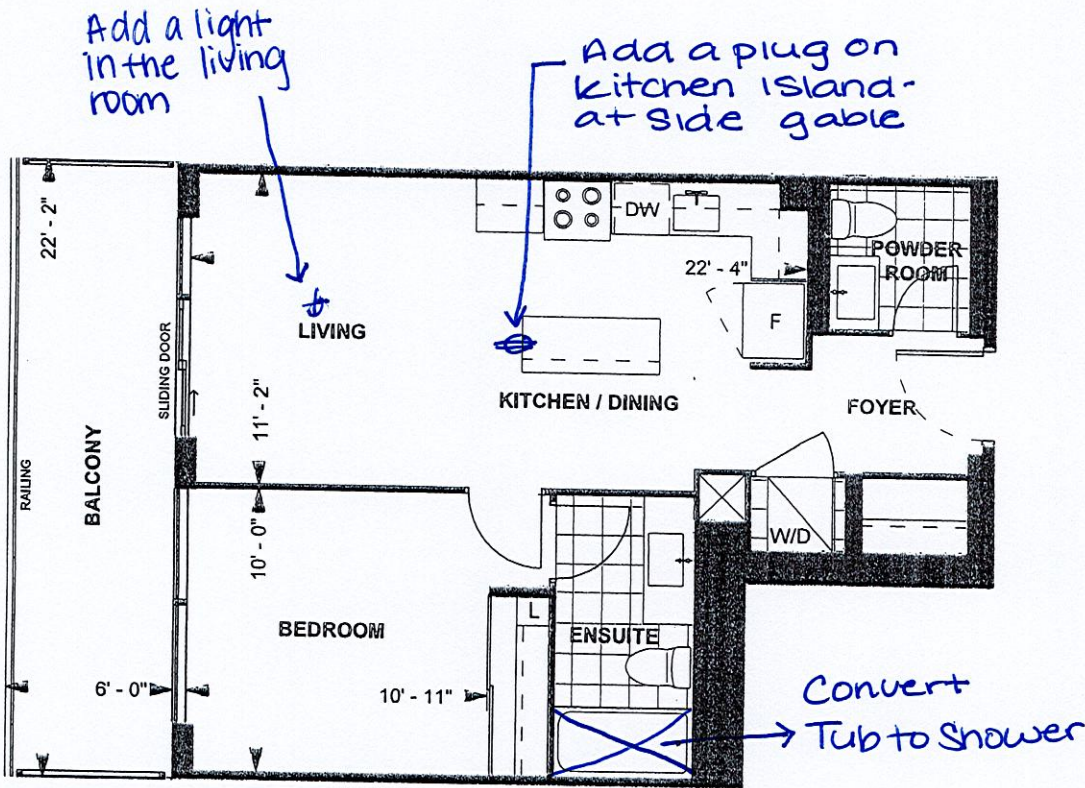 Add a light
in the living
room
Add a plug on
kitchen island-
at side gable
22' - 2"
DW
POWDER
ROOM
22' - 4"
F
LIVING
SLIDING DOOR
KITCHEN / DINING
FOYER
11' - 2"
RAILING
BALCONY
10' - 0"
W/D
L
BEDROOM
ENSUITE
6' - 0"
10' - 11"
Convert
Tub to Shower